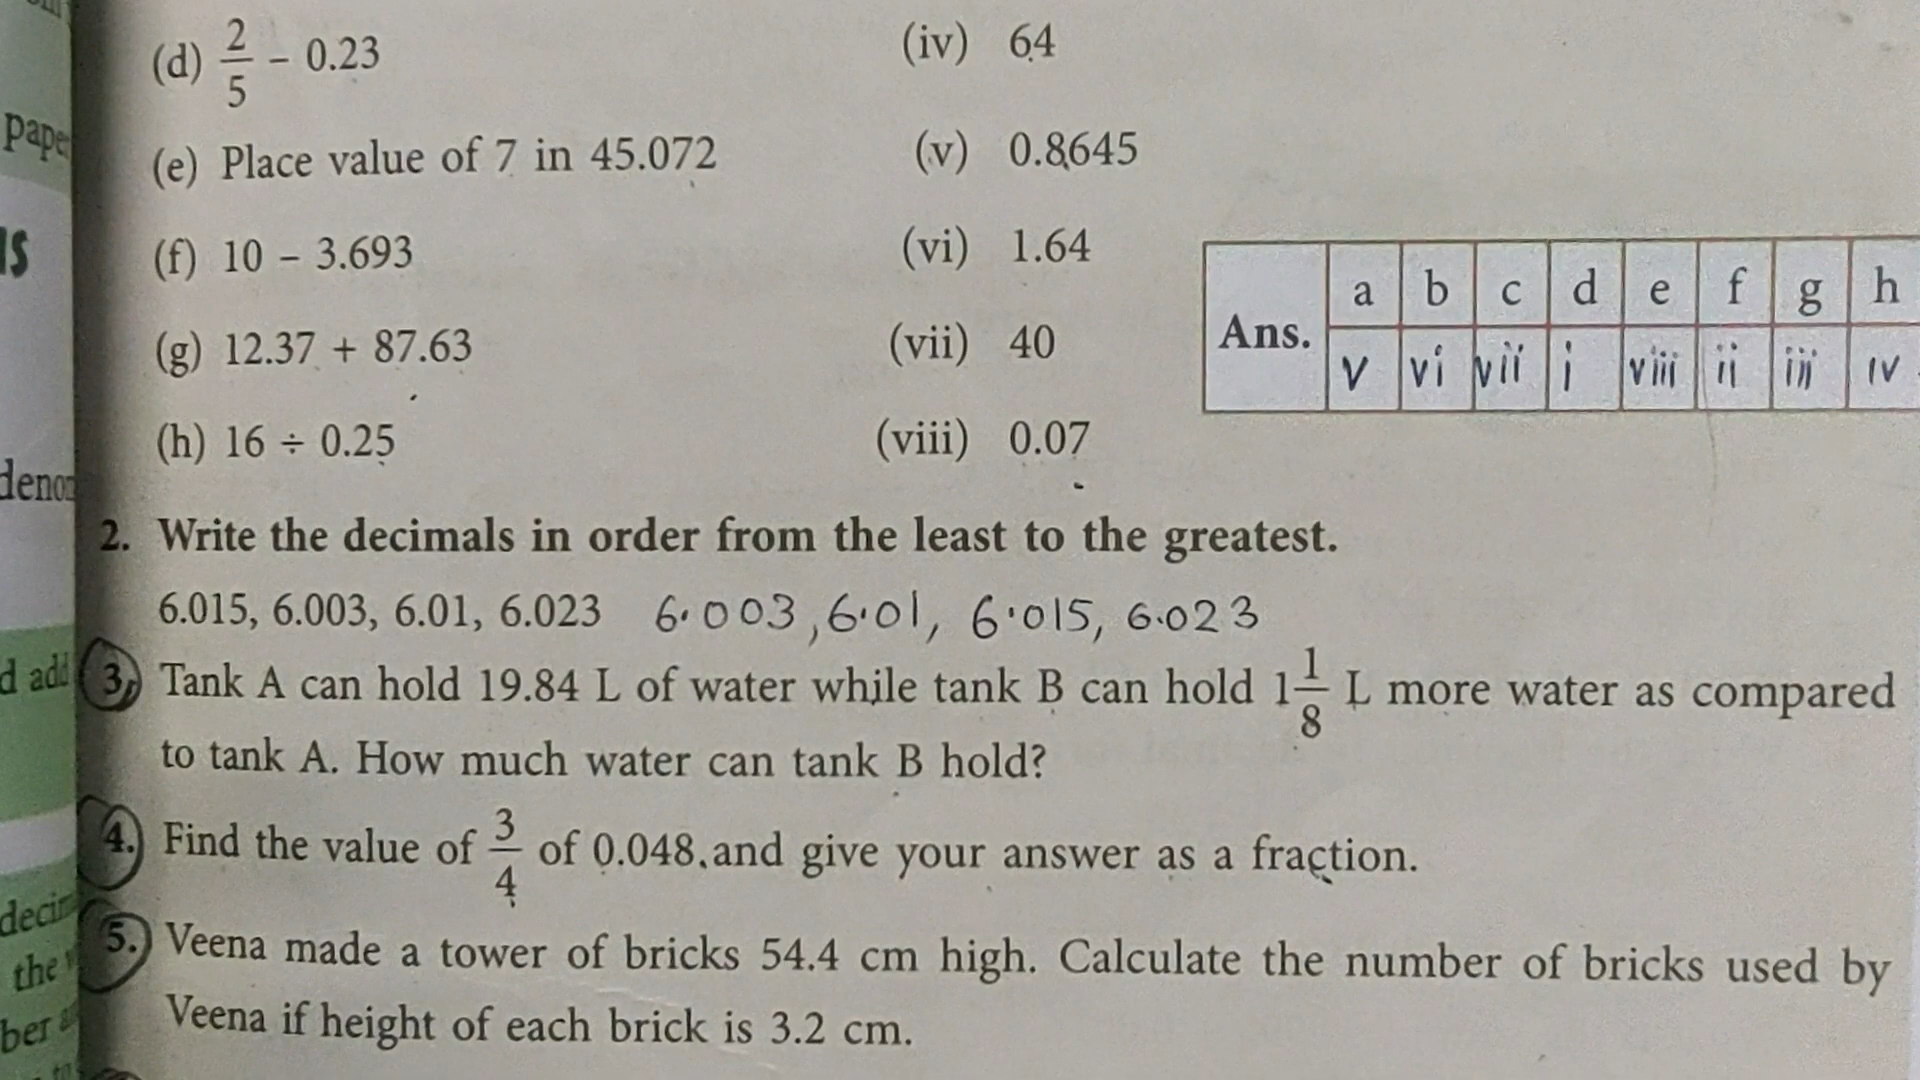 (d) 2/5 – 0.23 (iv) 64
(e) Place value of 7 in 45.072 (v) 0.8645
(f) 10 – 3.693 (vi) 1.64
(g) 12.37 + 87.63 (vii) 40
(h) 16 ÷ 0.25 (viii) 0.07
Ans. a b c d e f g h
v vi vii i viii ii iii iv
2. Write the decimals in order from the least to the greatest.
6.015, 6.003, 6.01, 6.023 6.003, 6.01, 6.015, 6.023
3. Tank A can hold 19.84 L of water while tank B can hold 1 1/8 L more water as compared
to tank A. How much water can tank B hold?
4. Find the value of 3/4 of 0.048 and give your answer as a fraction.
5. Veena made a tower of bricks 54.4 cm high. Calculate the number of bricks used by
Veena if height of each brick is 3.2 cm.